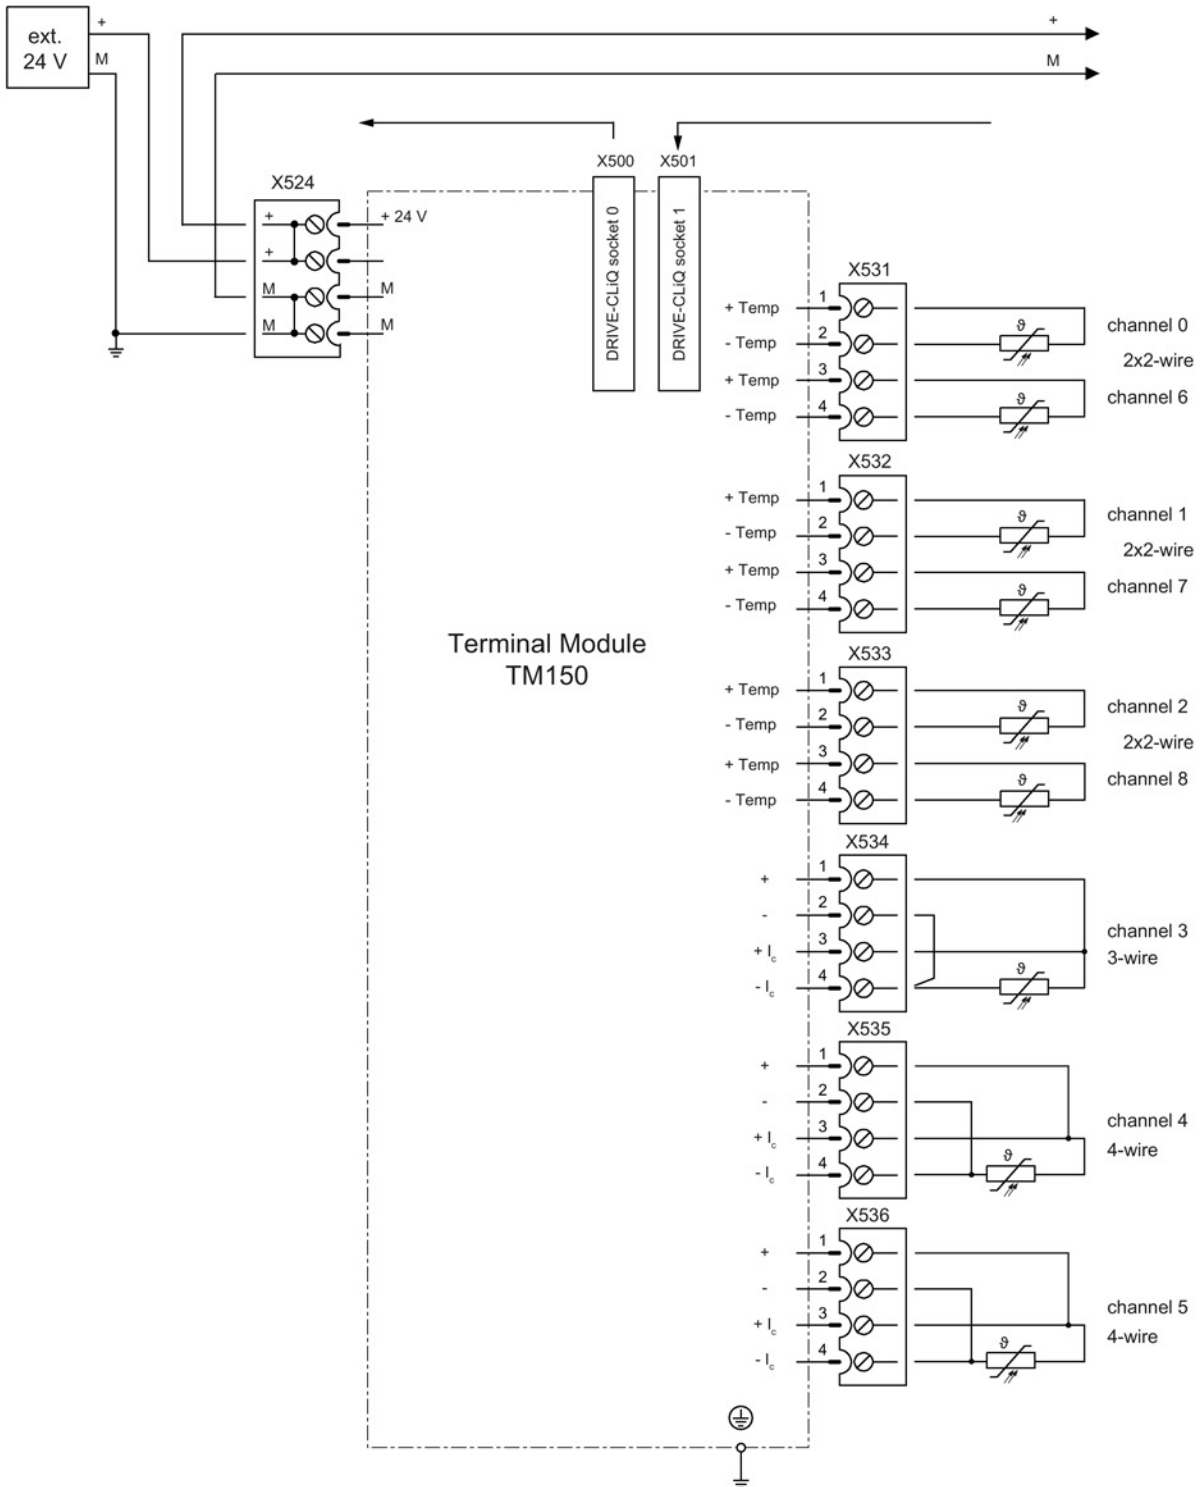 ext.
24 V
+
M
+
M
X500
X501
X524
+
+
M
M
+ 24 V
M
M
DRIVE-CLiQ socket 0
DRIVE-CLiQ socket 1
Terminal Module
TM150
X531
+ Temp 1
- Temp 2
+ Temp 3
- Temp 4
ϑ
ϑ
channel 0
2x2-wire
channel 6
X532
+ Temp 1
- Temp 2
+ Temp 3
- Temp 4
ϑ
ϑ
channel 1
2x2-wire
channel 7
X533
+ Temp 1
- Temp 2
+ Temp 3
- Temp 4
ϑ
ϑ
channel 2
2x2-wire
channel 8
X534
+ 1
- 2
+ Ic 3
- Ic 4
ϑ
channel 3
3-wire
X535
+ 1
- 2
+ Ic 3
- Ic 4
ϑ
channel 4
4-wire
X536
+ 1
- 2
+ Ic 3
- Ic 4
ϑ
channel 5
4-wire